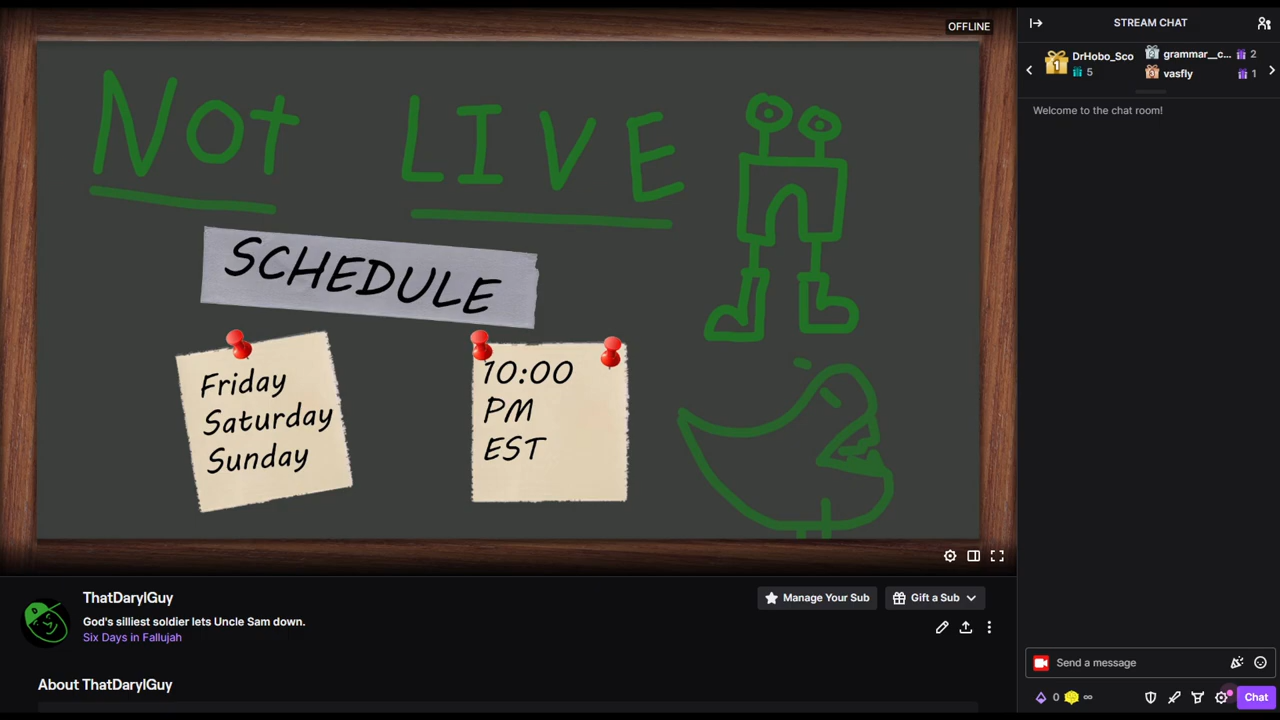 OFFLINE
Not LIVE
SCHEDULE
Friday
Saturday
Sunday
10:00
PM
EST
ThatDarylGuy
God's silliest soldier lets Uncle Sam down.
Six Days in Fallujah
Manage Your Sub
Gift a Sub
About ThatDarylGuy
STREAM CHAT
1
DrHobo_Sco
5
grammar__c...
2
vasfly
1
Welcome to the chat room!
Send a message
0
∞
Chat